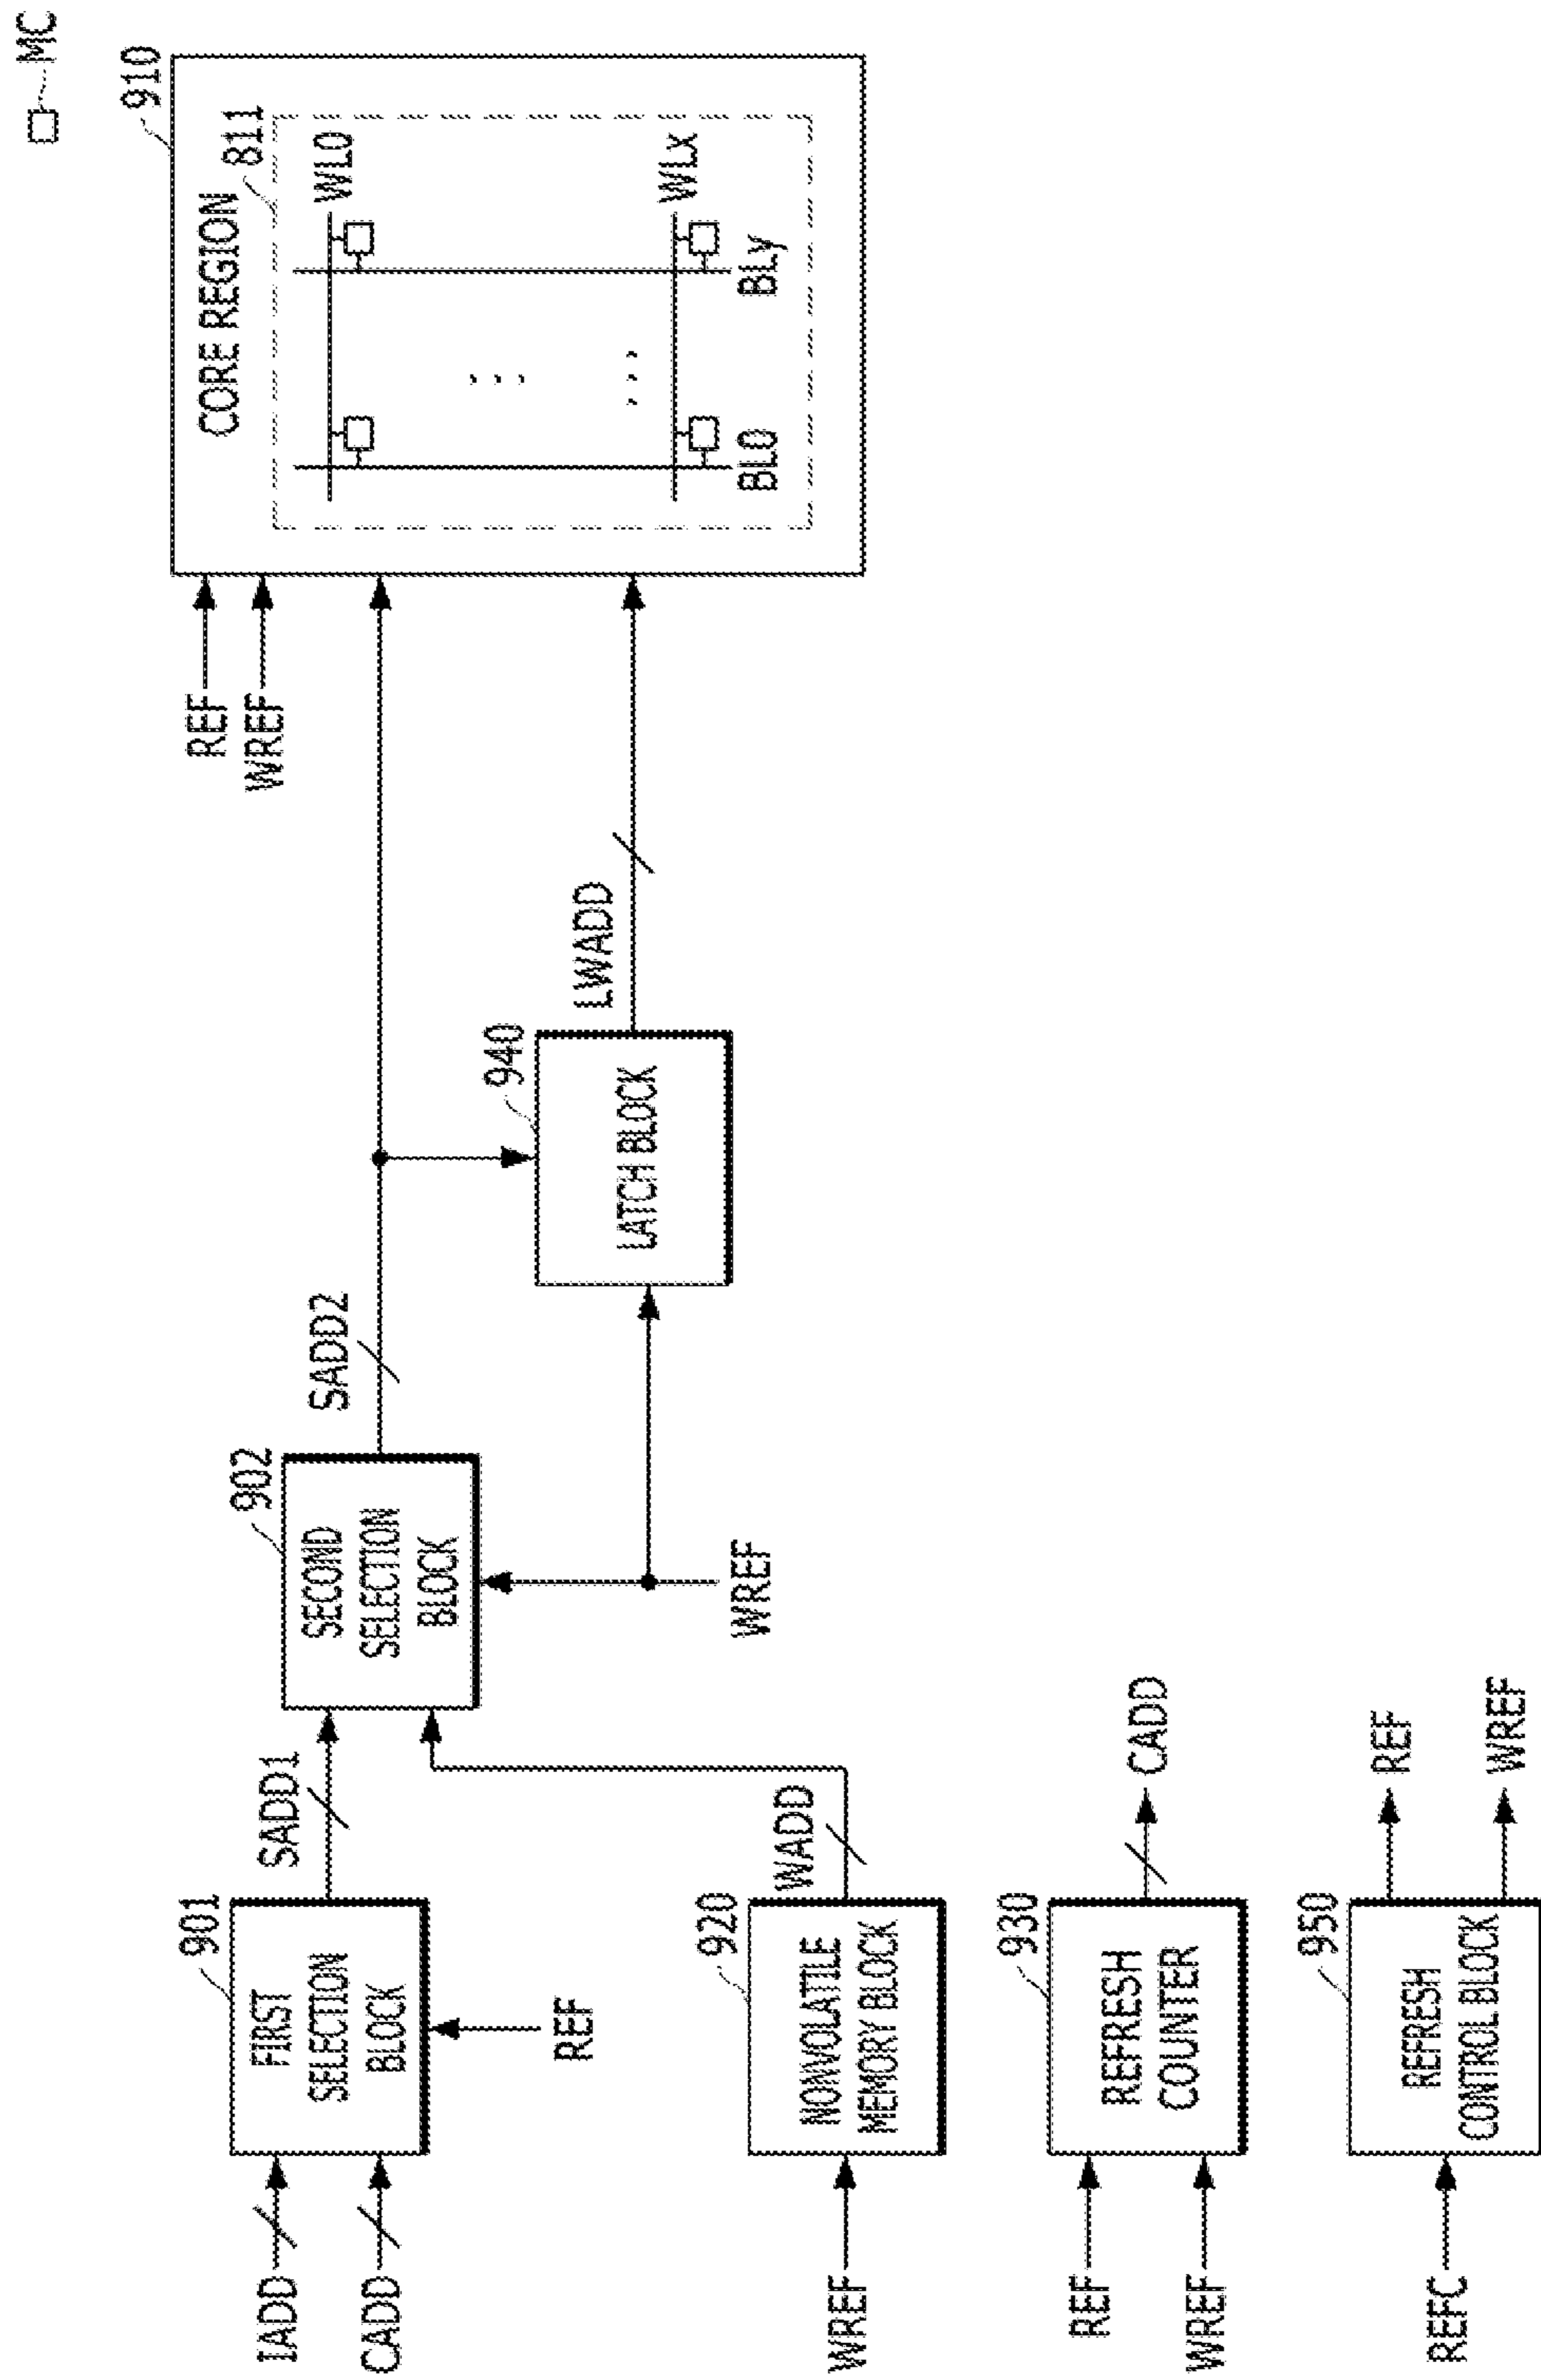 MC
910
CORE REGION
811
WL0
WLx
BL0
BLy
REF
WREF
LWADD
940
LATCH BLOCK
SADD2
902
SECOND
SELECTION
BLOCK
WREF
SADD1
901
FIRST
SELECTION
BLOCK
REF
IADD
CADD
WADD
920
NONVOLATILE
MEMORY BLOCK
WREF
930
REFRESH
COUNTER
CADD
REF
WREF
950
REFRESH
CONTROL BLOCK
REF
WREF
REFC